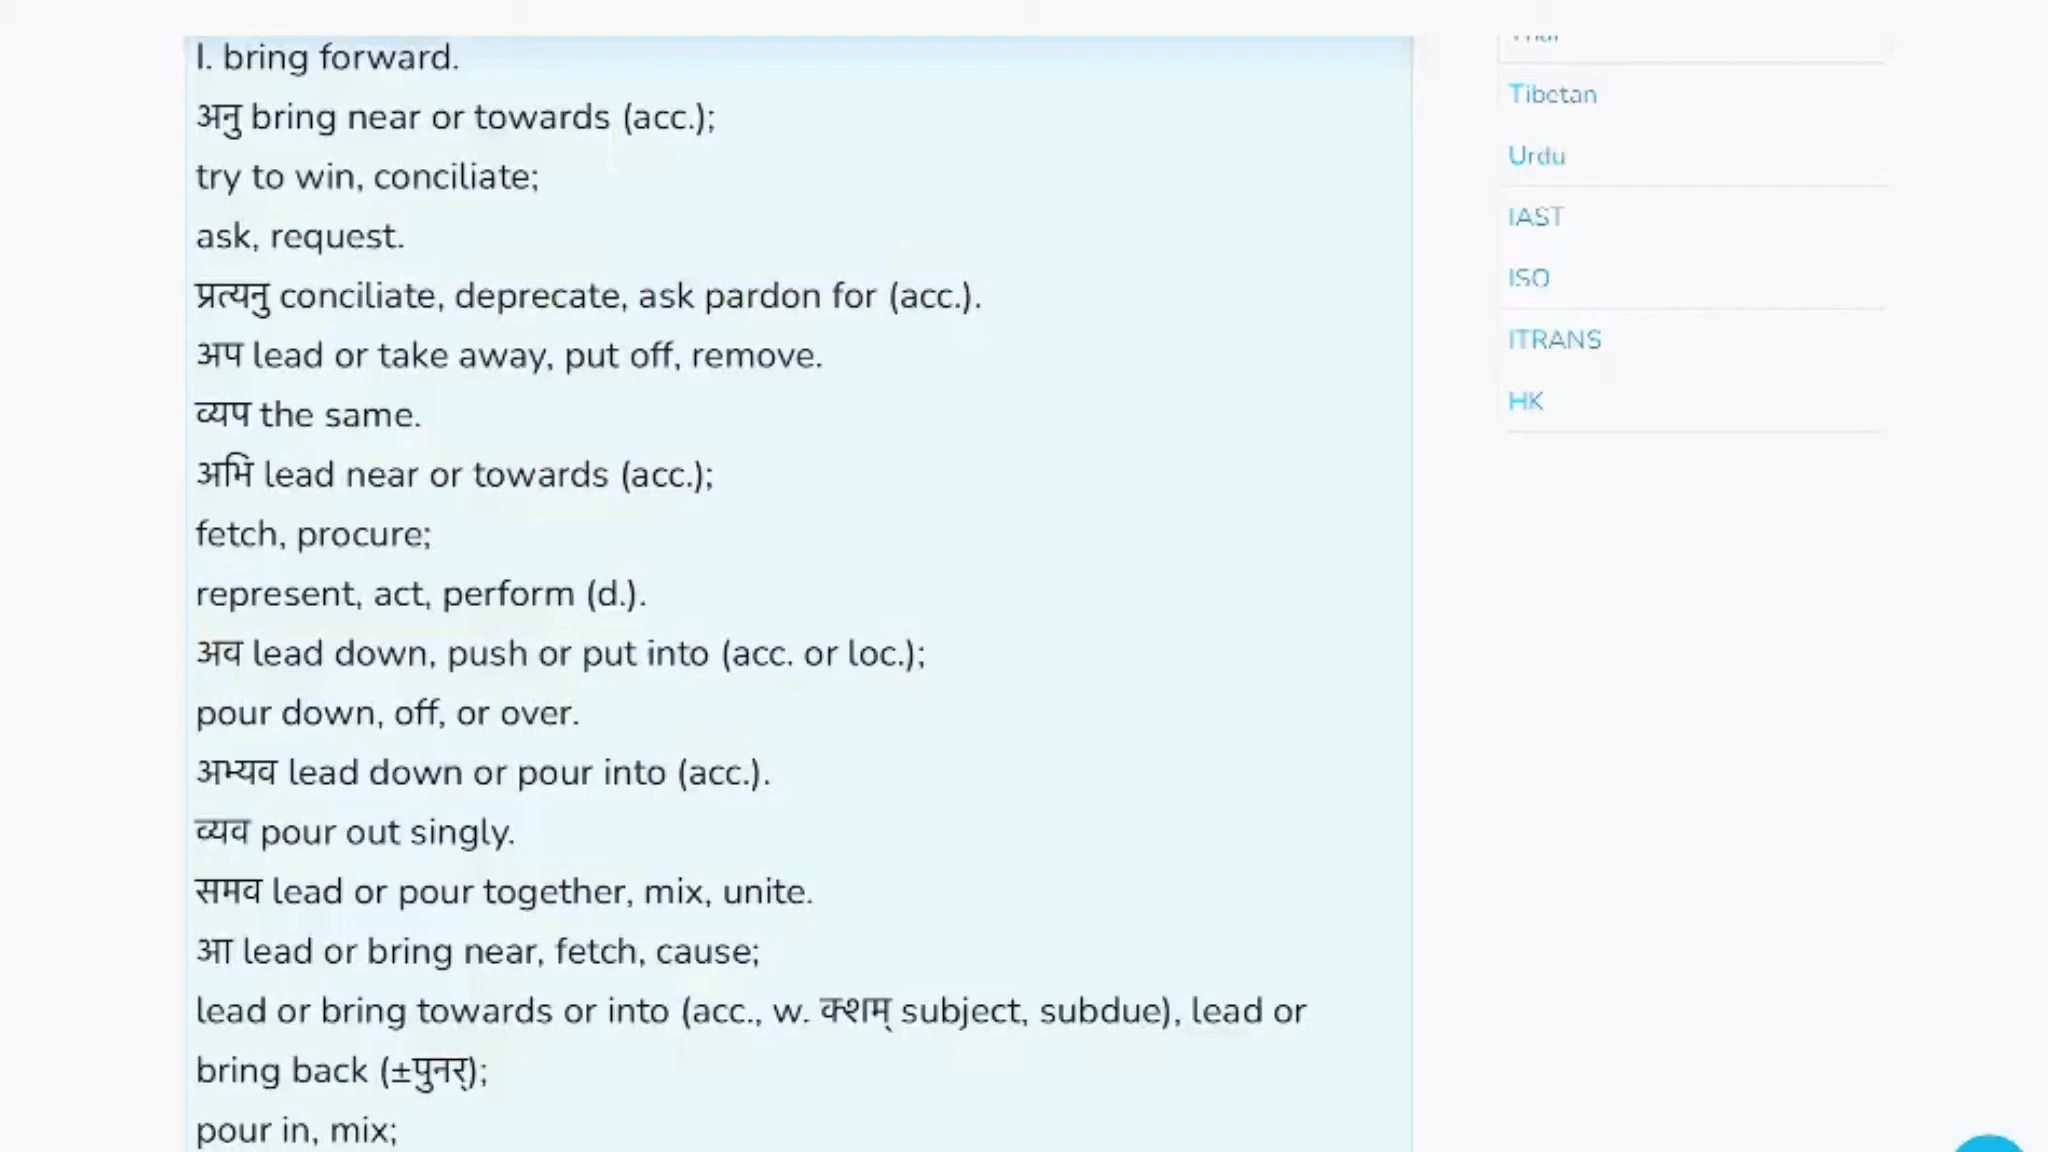 I. bring forward.
अनु bring near or towards (acc.);
try to win, conciliate;
ask, request.
प्रत्यनु conciliate, deprecate, ask pardon for (acc.).
अप lead or take away, put off, remove.
व्यप the same.
अभि lead near or towards (acc.);
fetch, procure;
represent, act, perform (d.).
अव lead down, push or put into (acc. or loc.);
pour down, off, or over.
अभ्यव lead down or pour into (acc.).
व्यव pour out singly.
समव lead or pour together, mix, unite.
आ lead or bring near, fetch, cause;
lead or bring towards or into (acc., w. क्शम् subject, subdue), lead or
bring back (±पुनर्);
pour in, mix;
Tibetan
Urdu
IAST
ISO
ITRANS
HK